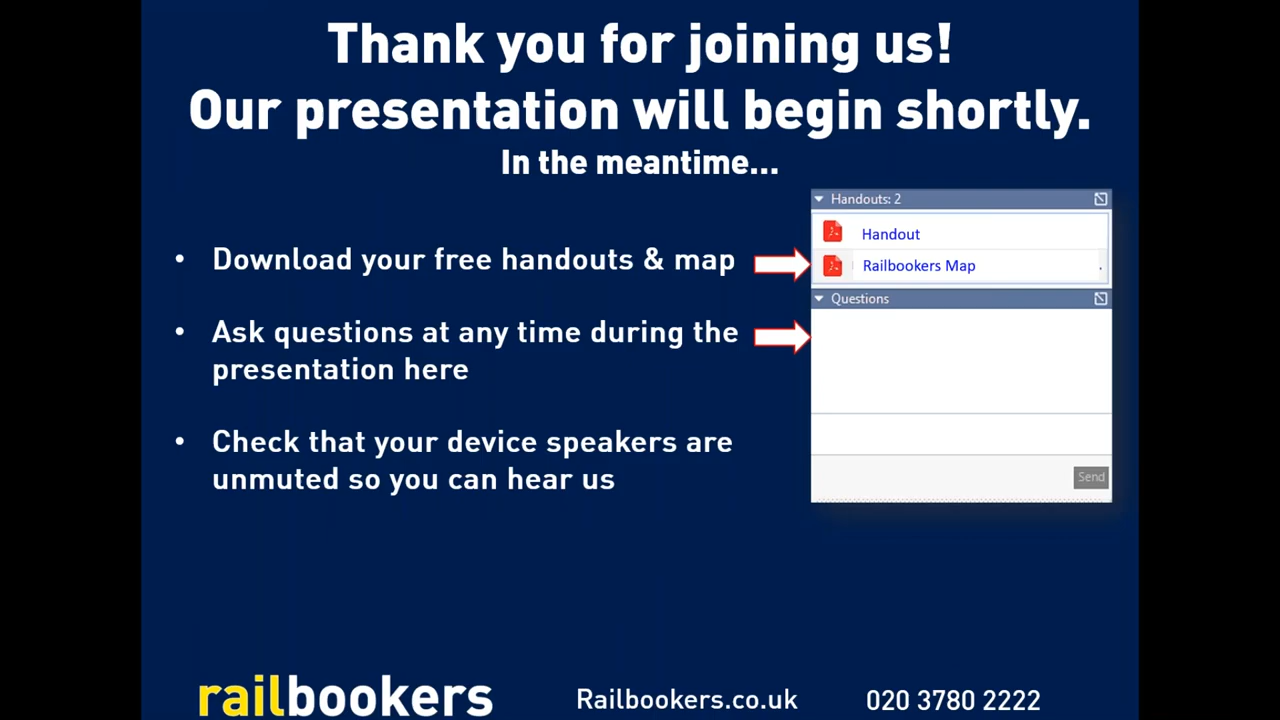 Thank you for joining us!
Our presentation will begin shortly.
In the meantime...
• Download your free handouts & map
• Ask questions at any time during the
presentation here
• Check that your device speakers are
unmuted so you can hear us
Handouts: 2
Handout
Railbookers Map
Questions
Send
railbookers
Railbookers.co.uk
020 3780 2222